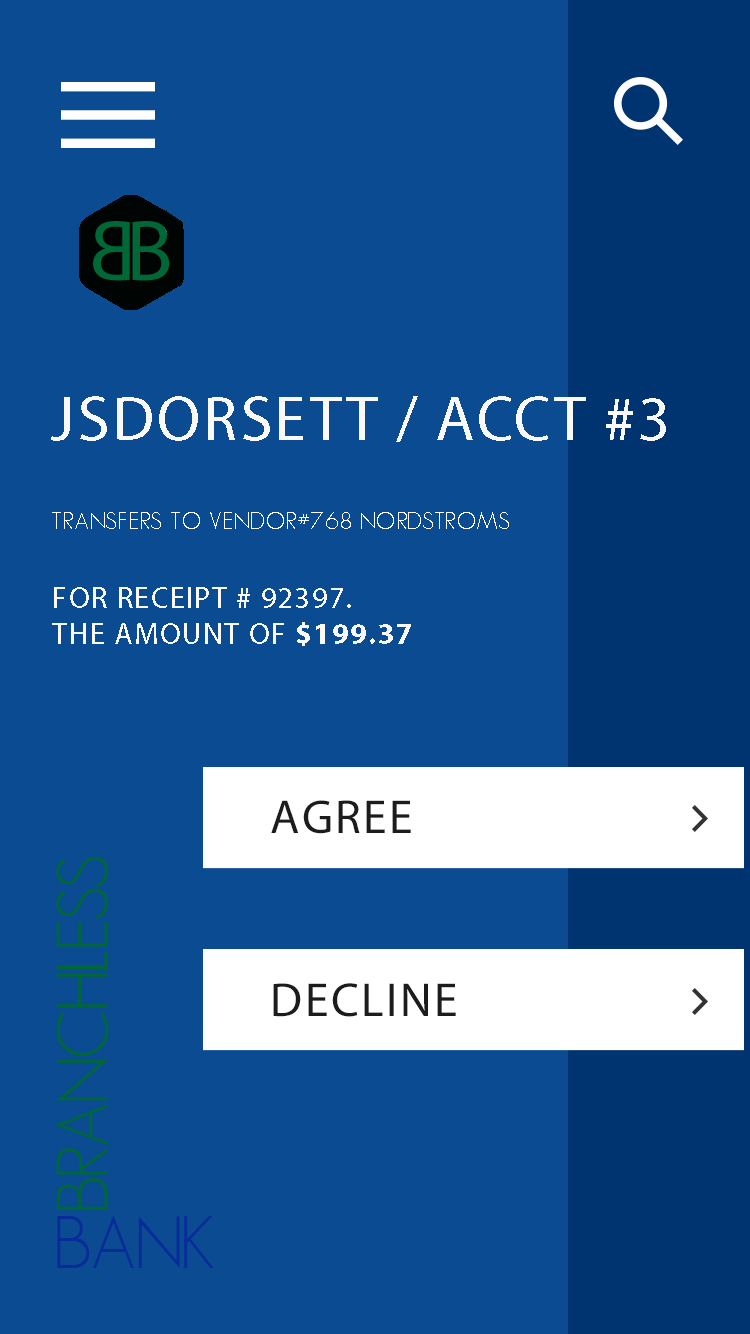 BB
JSDORSETT / ACCT #3
TRANSFERS TO VENDOR#768 NORDSTROMS
FOR RECEIPT # 92397.
THE AMOUNT OF $199.37
AGREE
DECLINE
BRANCHLESS
BANK